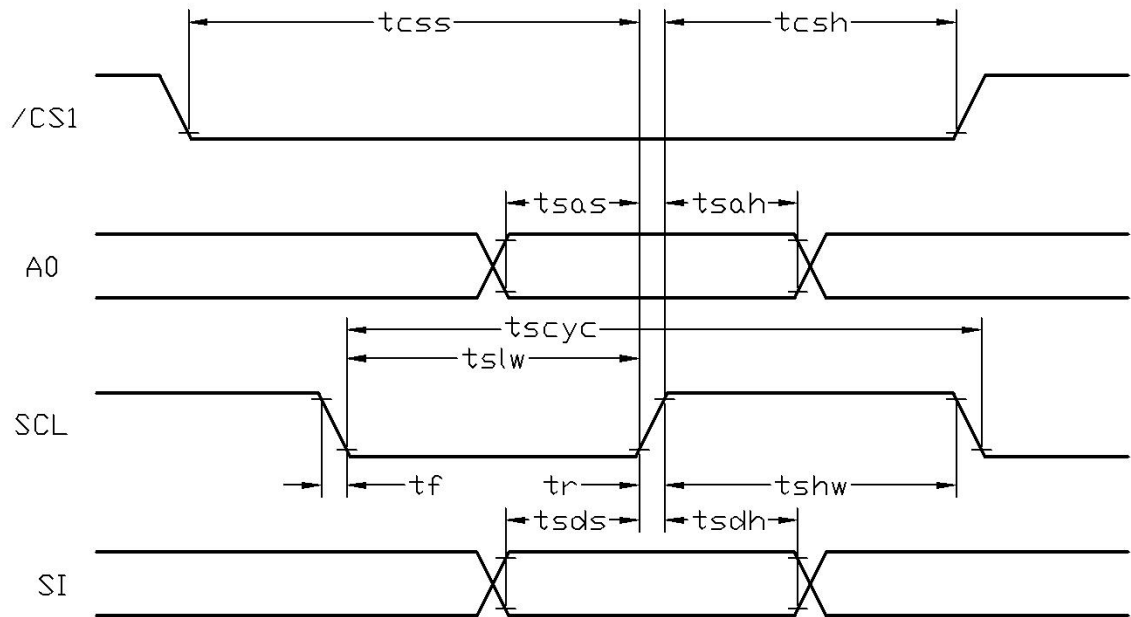 tcss tcsh
/CS1
tsas tsah
A0
tscyc
tslw
SCL
tf tr tshw
tsds tsdh
SI